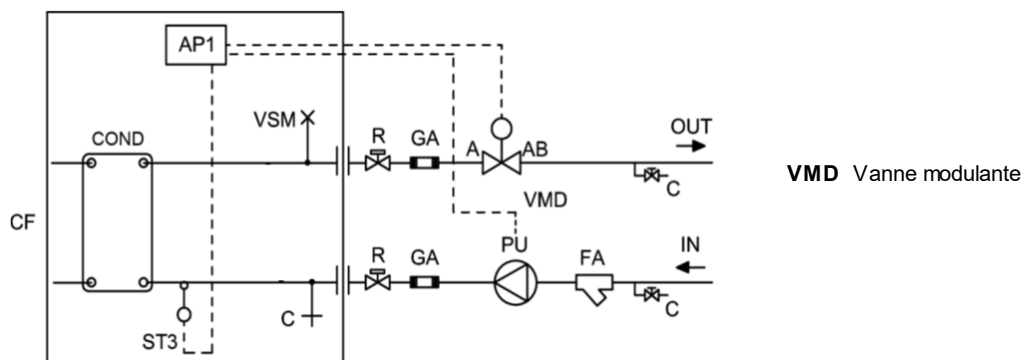 AP1
COND
VSM
R
GA
A
AB
OUT
C
VMD Vanne modulante
CF
VMD
R
GA
PU
FA
IN
C
C
ST3